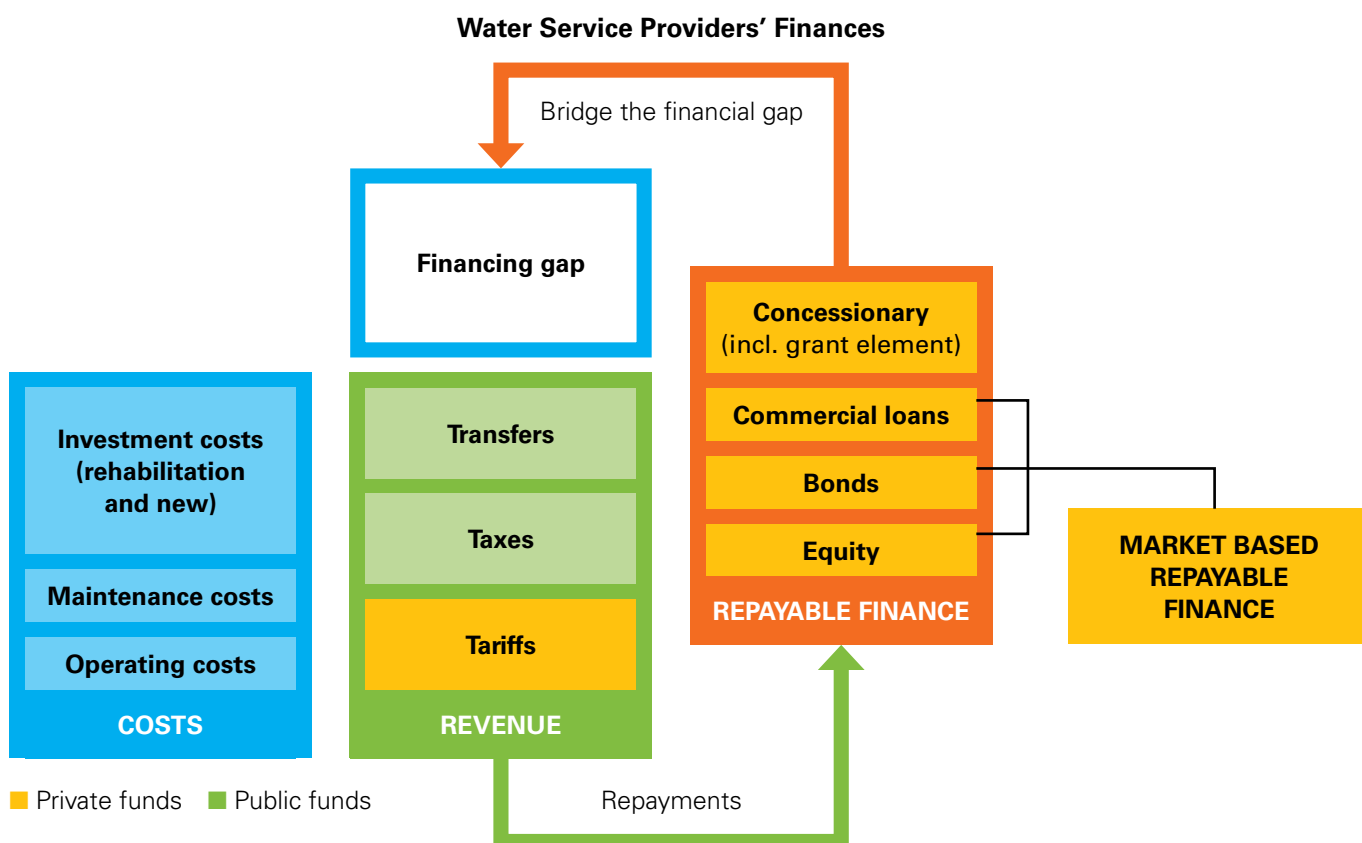 Water Service Providers’ Finances
Bridge the financial gap
Financing gap
Investment costs
(rehabilitation
and new)
Maintenance costs
Operating costs
COSTS
Transfers
Taxes
Tariffs
REVENUE
Concessionary
(incl. grant element)
Commercial loans
Bonds
Equity
REPAYABLE FINANCE
MARKET BASED
REPAYABLE
FINANCE
Private funds
Public funds
Repayments